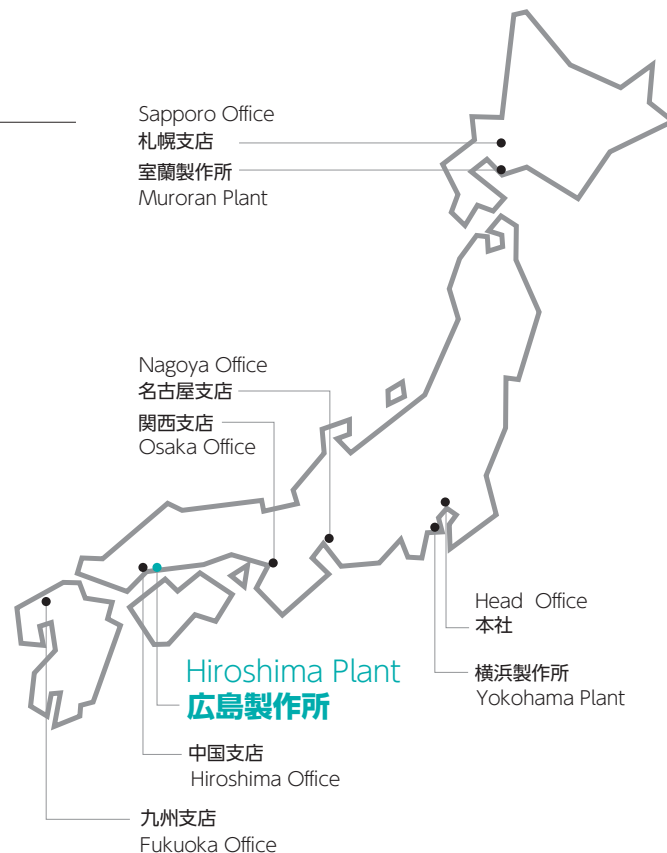 Sapporo Office
札幌支店
室蘭製作所
Muroran Plant
Nagoya Office
名古屋支店
関西支店
Osaka Office
Head Office
本社
横浜製作所
Yokohama Plant
Hiroshima Plant
広島製作所
中国支店
Hiroshima Office
九州支店
Fukuoka Office